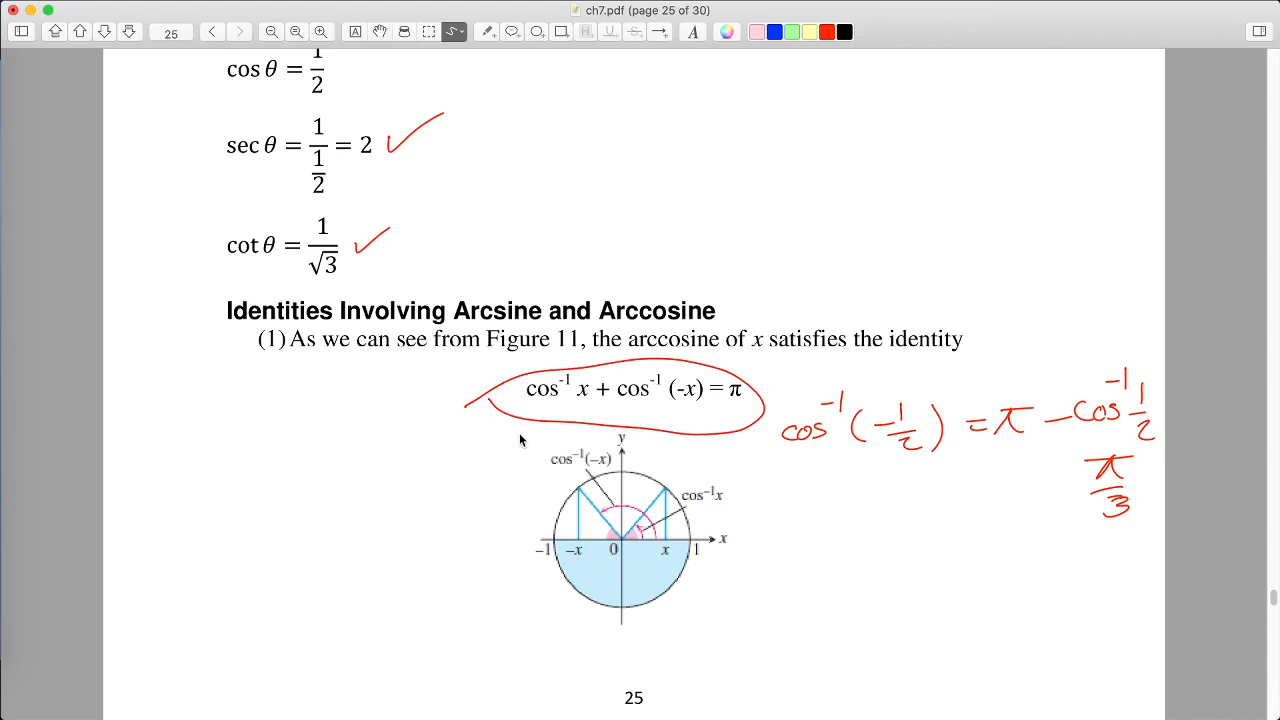 ch7.pdf (page 25 of 30)
25
cos θ = 1/2
sec θ = 1/(1/2) = 2 ✓
cot θ = 1/√3 ✓
Identities Involving Arcsine and Arccosine
(1) As we can see from Figure 11, the arccosine of x satisfies the identity
cos⁻¹ x + cos⁻¹ (-x) = π
cos⁻¹(-1/2) = π - cos⁻¹ 1/2
π/3
y
cos⁻¹(–x)
cos⁻¹x
–1 –x 0 x 1 x
25